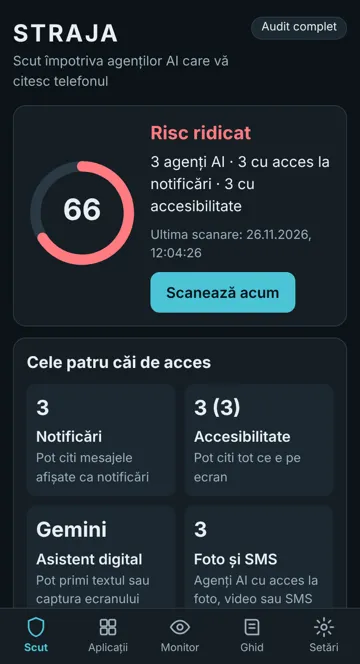 STRAJA
Audit complet
Scut împotriva agenților AI care vă
citesc telefonul
Risc ridicat
66
3 agenți AI · 3 cu acces la
notificări · 3 cu
accesibilitate
Ultima scanare: 26.11.2026,
12:04:26
Scanează acum
Cele patru căi de acces
3
Notificări
Pot citi mesajele
afișate ca notificări
3 (3)
Accesibilitate
Pot citi tot ce e pe
ecran
Gemini
Asistent digital
Pot primi textul sau
captura ecranului
3
Foto și SMS
Agenți AI cu acces la
foto, video sau SMS
Scut
Aplicații
Monitor
Ghid
Setări